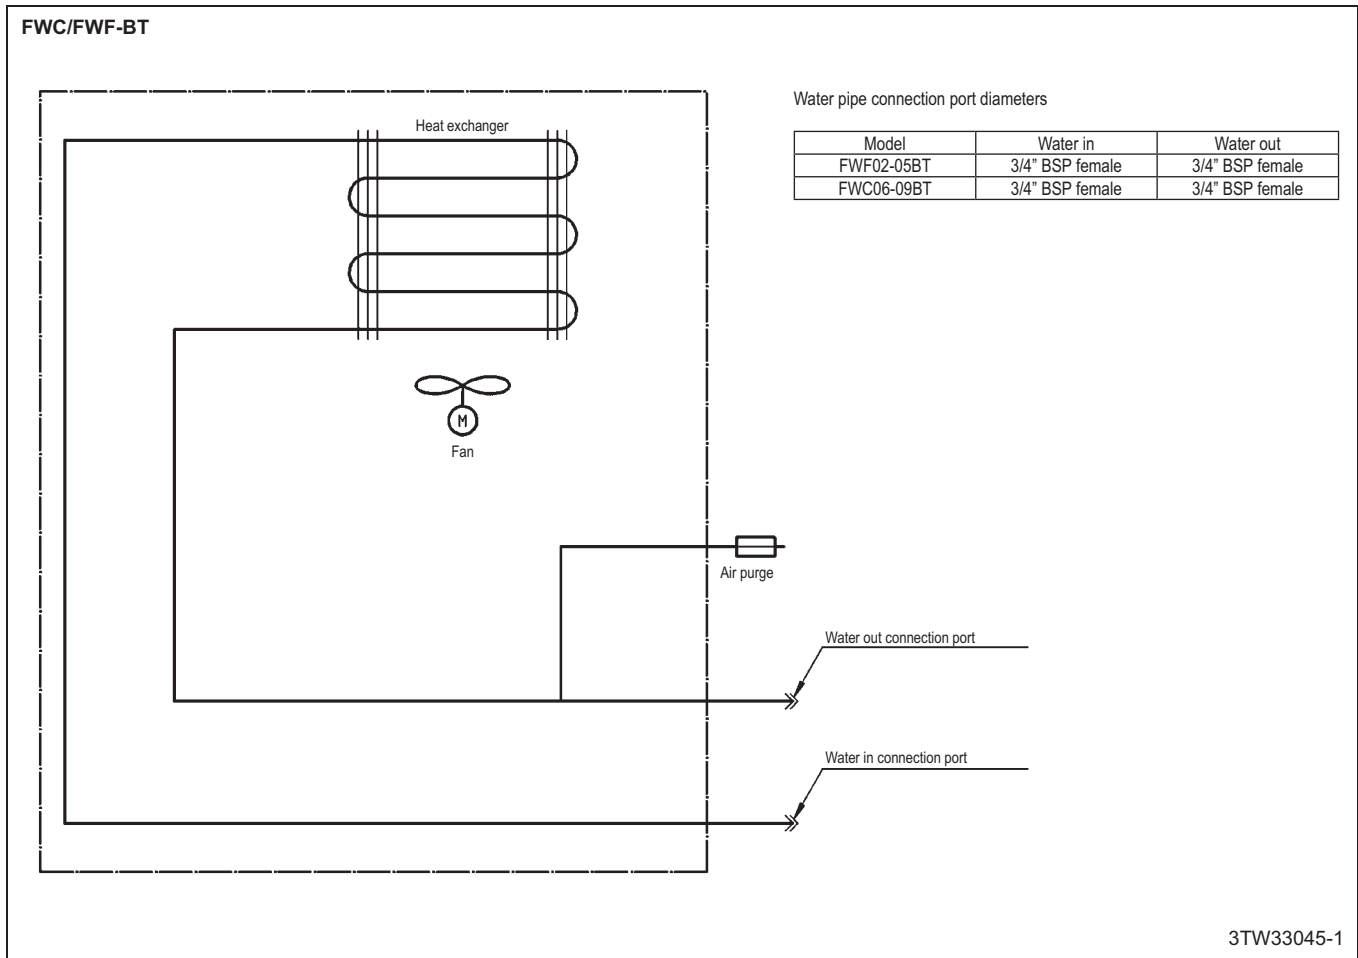 FWC/FWF-BT
Heat exchanger
M
Fan
Air purge
Water out connection port
Water in connection port
Water pipe connection port diameters
Model Water in Water out
FWF02-05BT 3/4” BSP female 3/4” BSP female
FWC06-09BT 3/4” BSP female 3/4” BSP female
3TW33045-1